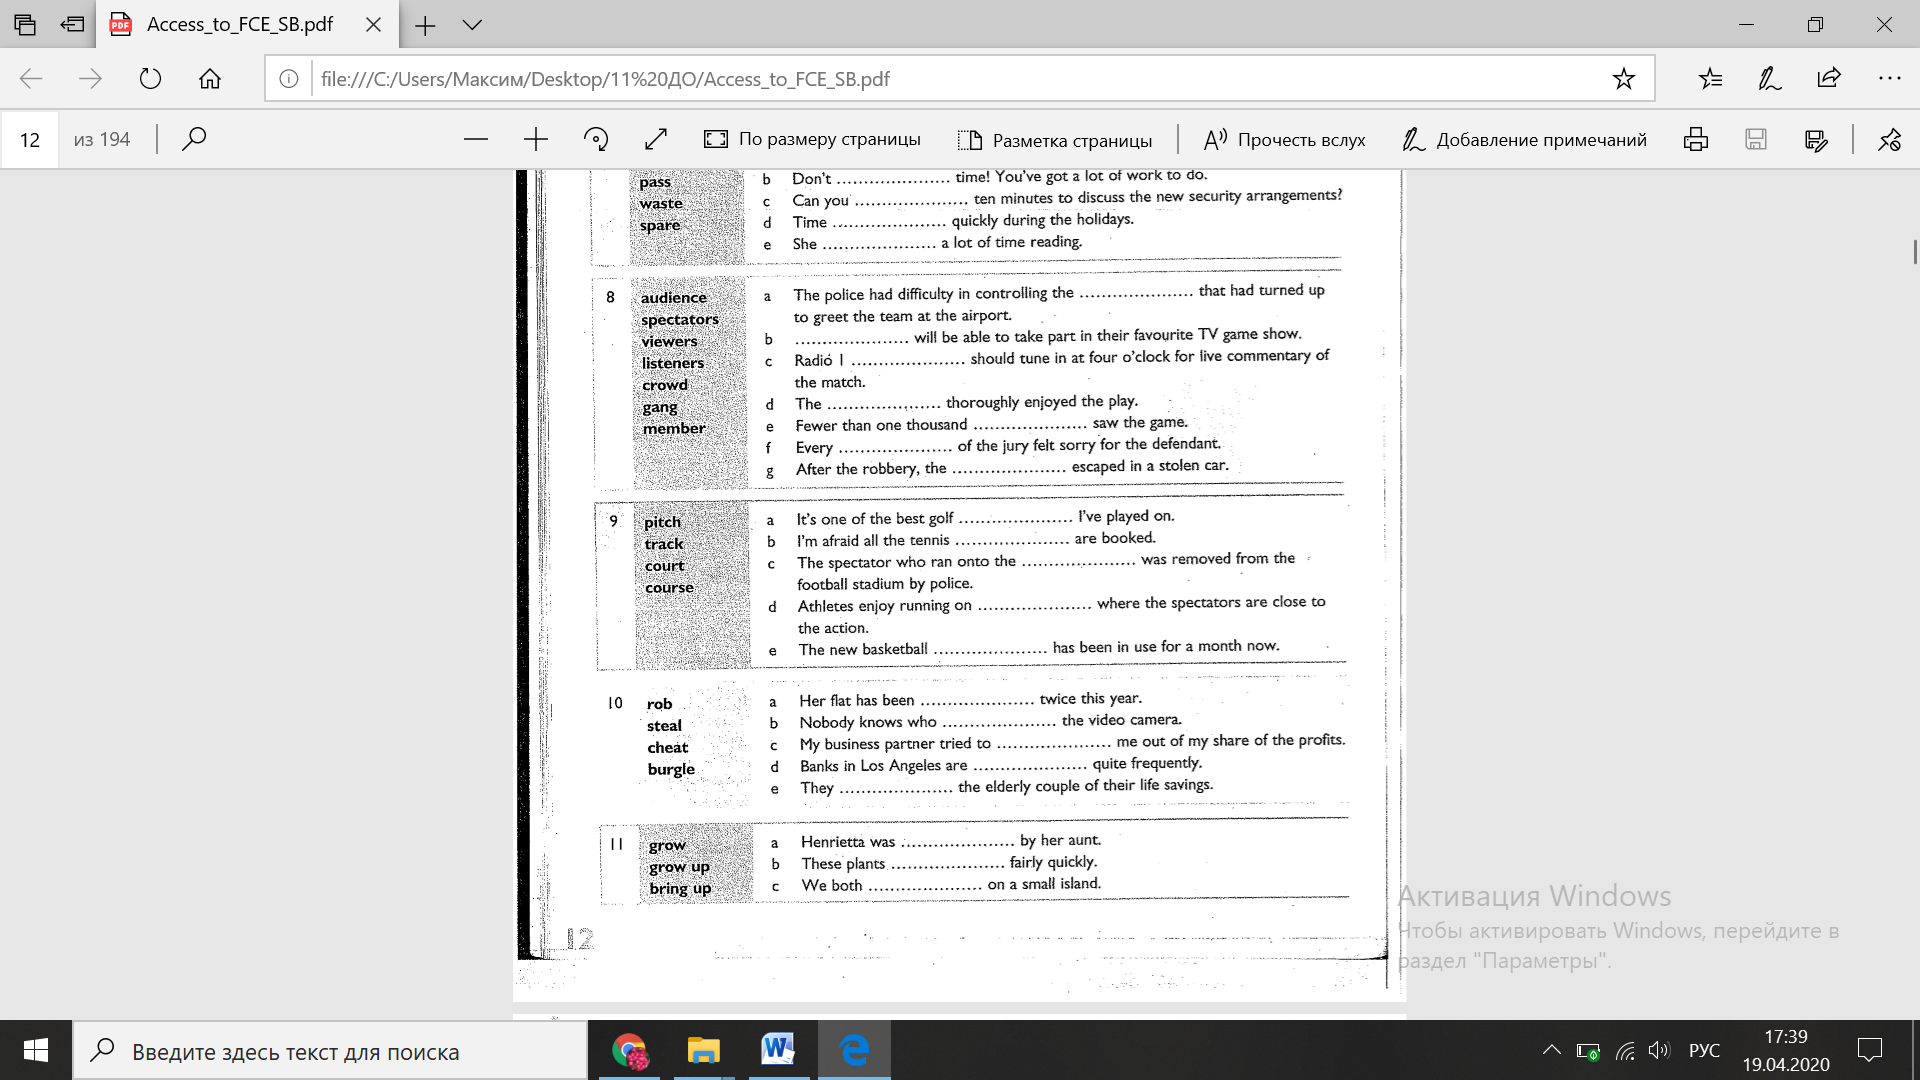 Access_to_FCE_SB.pdf
file:///C:/Users/Максим/Desktop/11%20ДО/Access_to_FCE_SB.pdf
12 из 194 По размеру страницы Разметка страницы Прочесть вслух Добавление примечаний
pass b Don't .................... time! You've got a lot of work to do.
waste c Can you .................... ten minutes to discuss the new security arrangements?
spare d Time .................... quickly during the holidays.
e She .................... a lot of time reading.
8 audience a The police had difficulty in controlling the .................... that had turned up
spectators to greet the team at the airport.
viewers b .................... will be able to take part in their favourite TV game show.
listeners c Radio 1 .................... should tune in at four o'clock for live commentary of
crowd the match.
gang d The .................... thoroughly enjoyed the play.
member e Fewer than one thousand .................... saw the game.
f Every .................... of the jury felt sorry for the defendant.
g After the robbery, the .................... escaped in a stolen car.
9 pitch a It's one of the best golf .................... I've played on.
track b I'm afraid all the tennis .................... are booked.
court c The spectator who ran onto the .................... was removed from the
course football stadium by police.
d Athletes enjoy running on .................... where the spectators are close to
the action.
e The new basketball .................... has been in use for a month now.
10 rob a Her flat has been .................... twice this year.
steal b Nobody knows who .................... the video camera.
cheat c My business partner tried to .................... me out of my share of the profits.
burgle d Banks in Los Angeles are .................... quite frequently.
e They .................... the elderly couple of their life savings.
11 grow a Henrietta was .................... by her aunt.
grow up b These plants .................... fairly quickly.
bring up c We both .................... on a small island.
12
Активация Windows
Чтобы активировать Windows, перейдите в
раздел "Параметры".
Введите здесь текст для поиска
РУС
17:39
19.04.2020